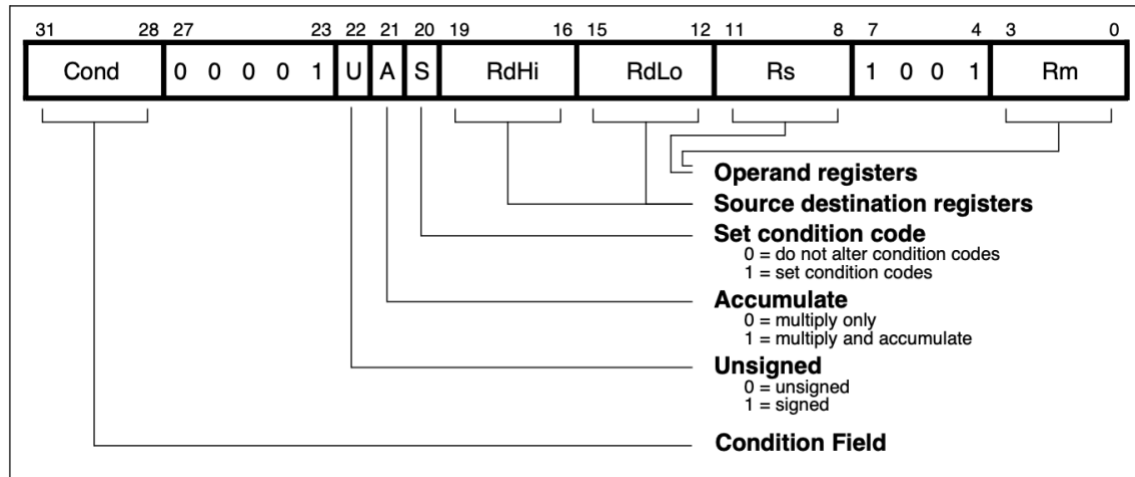 31 28 27 23 22 21 20 19 16 15 12 11 8 7 4 3 0
Cond 0 0 0 0 1 U A S RdHi RdLo Rs 1 0 0 1 Rm
Operand registers
Source destination registers
Set condition code
0 = do not alter condition codes
1 = set condition codes
Accumulate
0 = multiply only
1 = multiply and accumulate
Unsigned
0 = unsigned
1 = signed
Condition Field